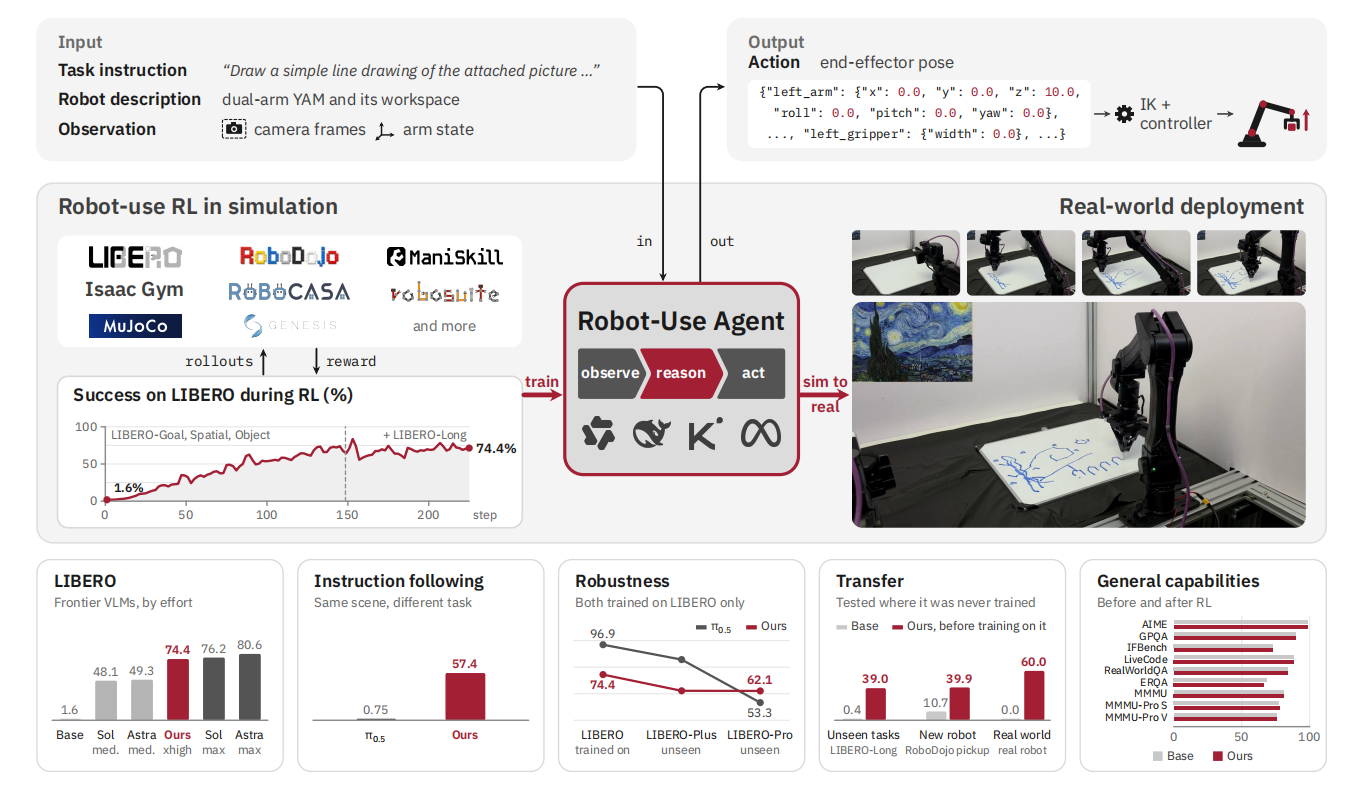 Input
Task instruction “Draw a simple line drawing of the attached picture ...”
Robot description dual-arm YAM and its workspace
Observation camera frames arm state
Output
Action end-effector pose
{"left_arm": {"x": 0.0, "y": 0.0, "z": 10.0,
"roll": 0.0, "pitch": 0.0, "yaw": 0.0},
..., "left_gripper": {"width": 0.0}, ...}
IK +
controller
Robot-use RL in simulation
LIBERO RoboDojo ManiSkill
Isaac Gym ROBOCASA robosuite
MuJoCo GENESIS and more
rollouts reward
Success on LIBERO during RL (%)
LIBERO-Goal, Spatial, Object + LIBERO-Long
100
50
0
1.6%
74.4%
0 50 100 150 200 step
train
in out
Robot-Use Agent
observe reason act
sim to
real
Real-world deployment
LIBERO
Frontier VLMs, by effort
1.6 48.1 49.3 74.4 76.2 80.6
Base Sol Astra Ours Sol Astra
med. med. xhigh max max
Instruction following
Same scene, different task
0.75 57.4
π0.5 Ours
Robustness
Both trained on LIBERO only
π0.5 Ours
96.9
74.4
62.1
53.3
LIBERO LIBERO-Plus LIBERO-Pro
trained on unseen unseen
Transfer
Tested where it was never trained
Base Ours, before training on it
0.4 39.0 10.7 39.9 0.0 60.0
Unseen tasks New robot Real world
LIBERO-Long RoboDojo pickup real robot
General capabilities
Before and after RL
AIME
GPQA
IFBench
LiveCode
RealWorldQA
ERQA
MMMU
MMMU-Pro S
MMMU-Pro V
0 50 100
Base Ours